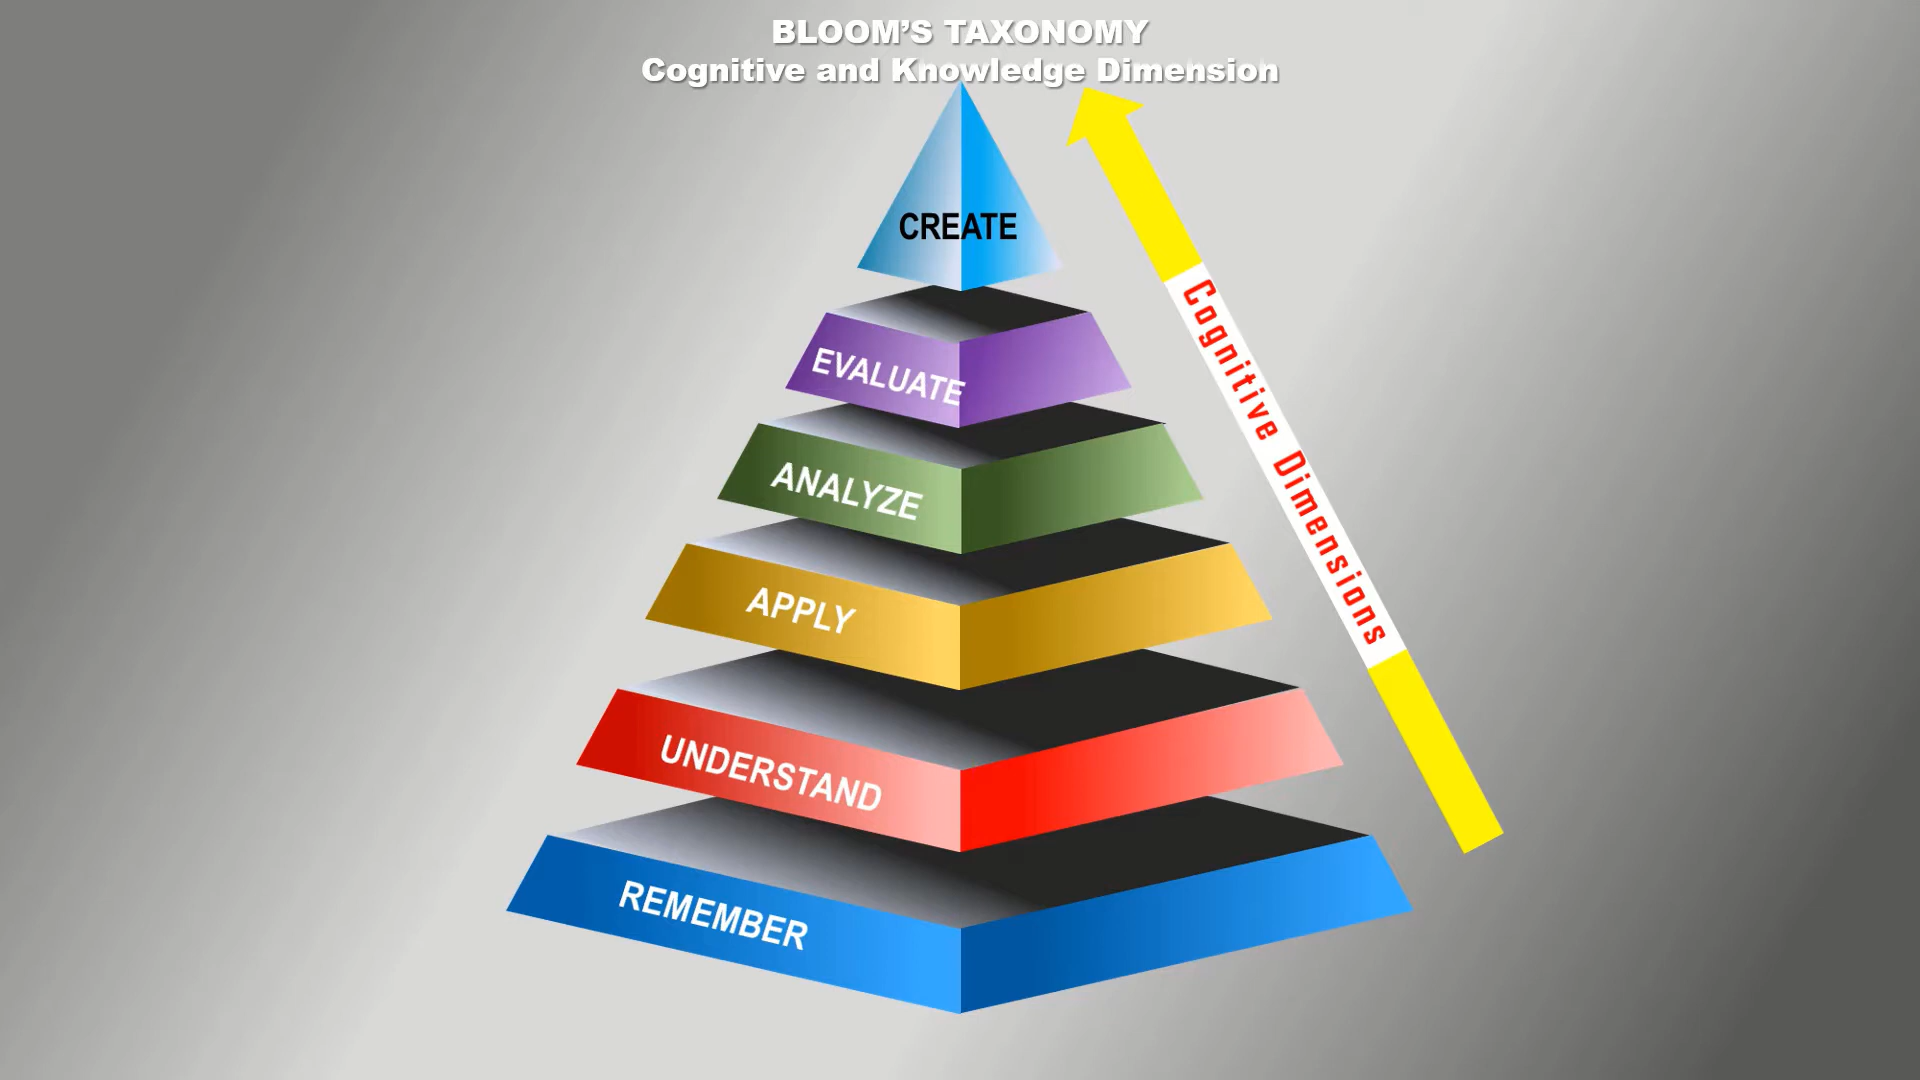 BLOOM’S TAXONOMY
Cognitive and Knowledge Dimension
CREATE
EVALUATE
ANALYZE
APPLY
UNDERSTAND
REMEMBER
Cognitive Dimensions